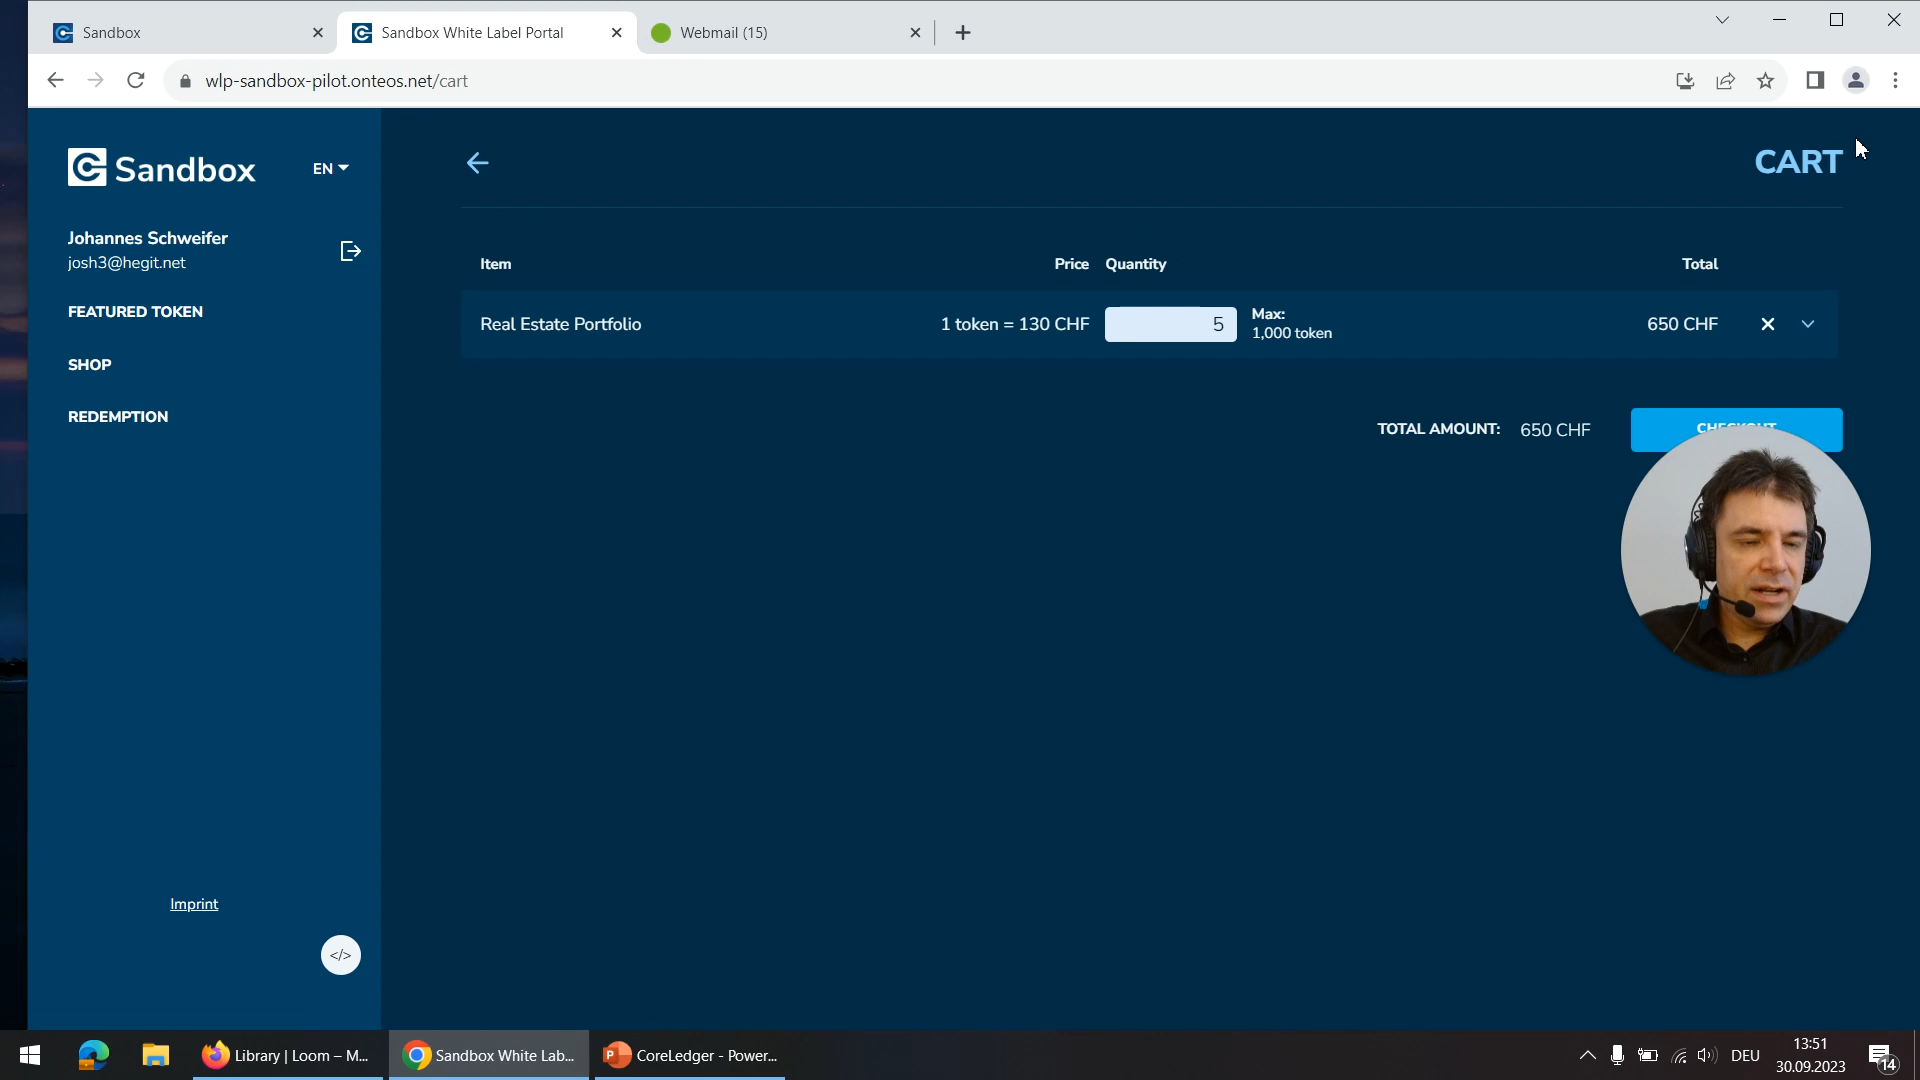 Sandbox
Sandbox White Label Portal
Webmail (15)
wlp-sandbox-pilot.onteos.net/cart
Sandbox
EN
CART
Johannes Schweifer
josh3@hegit.net
FEATURED TOKEN
SHOP
REDEMPTION
Item
Price
Quantity
Total
Real Estate Portfolio
1 token = 130 CHF
5
Max:
1,000 token
650 CHF
TOTAL AMOUNT:
650 CHF
CHECKOUT
Imprint
</>
Library | Loom – M...
Sandbox White Lab...
P
CoreLedger - Power...
DEU
13:51
30.09.2023
14